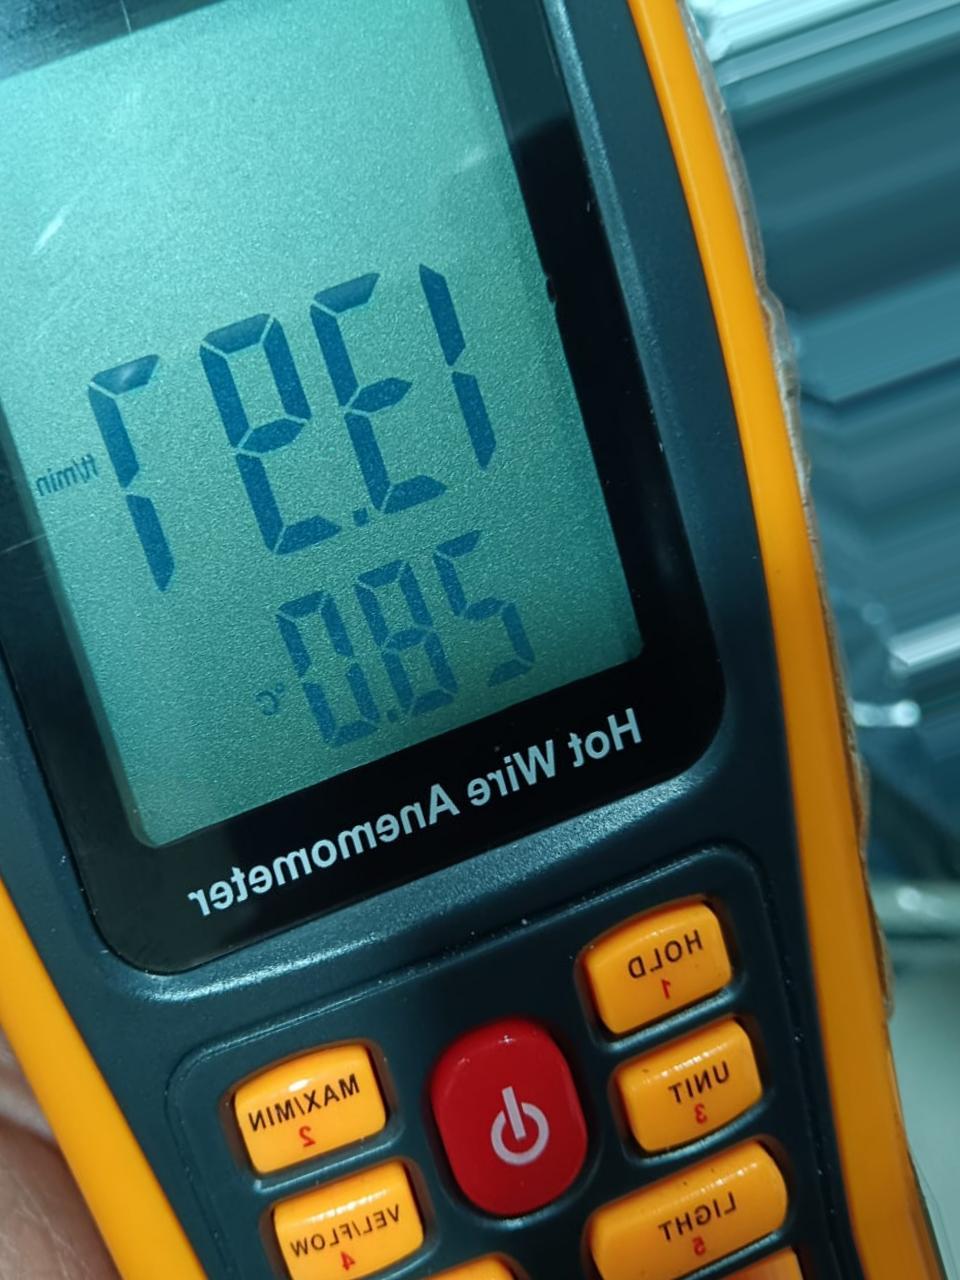 13.97 ft/min
28.0 °C
Hot Wire Anemometer
HOLD
1
MAX/MIN
2
UNIT
3
VEL/FLOW
4
LIGHT
5